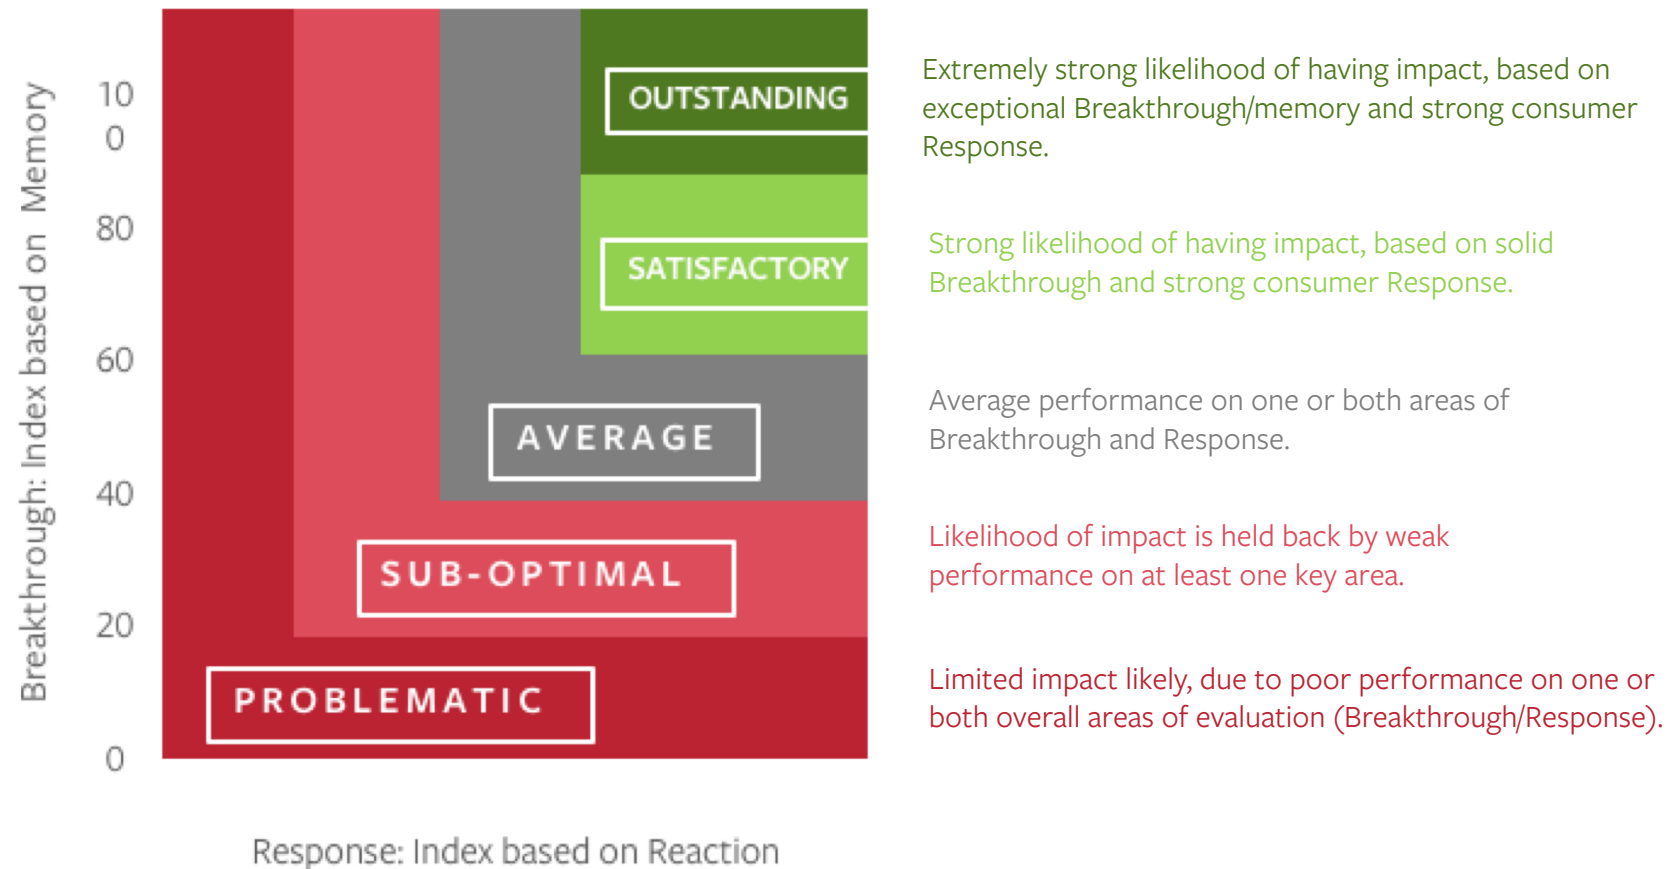 Breakthrough: Index based on Memory
10
0
80
60
40
20
0
OUTSTANDING
SATISFACTORY
AVERAGE
SUB-OPTIMAL
PROBLEMATIC
Response: Index based on Reaction
Extremely strong likelihood of having impact, based on
exceptional Breakthrough/memory and strong consumer
Response.
Strong likelihood of having impact, based on solid
Breakthrough and strong consumer Response.
Average performance on one or both areas of
Breakthrough and Response.
Likelihood of impact is held back by weak
performance on at least one key area.
Limited impact likely, due to poor performance on one or
both overall areas of evaluation (Breakthrough/Response).